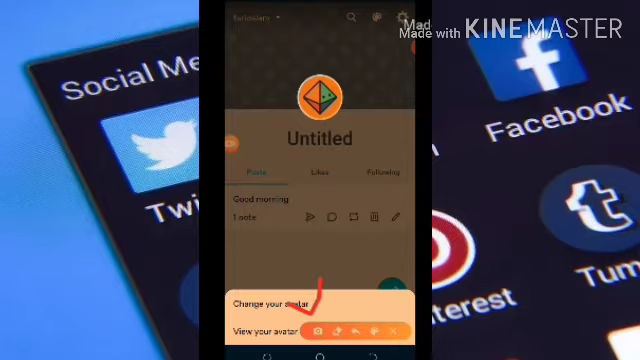 Social Me
Twi
Made with KINEMASTER
Facebook
Tum
nterest
Untitled
Posts
Likes
Following
Good morning
1 note
Change your avatar
View your avatar